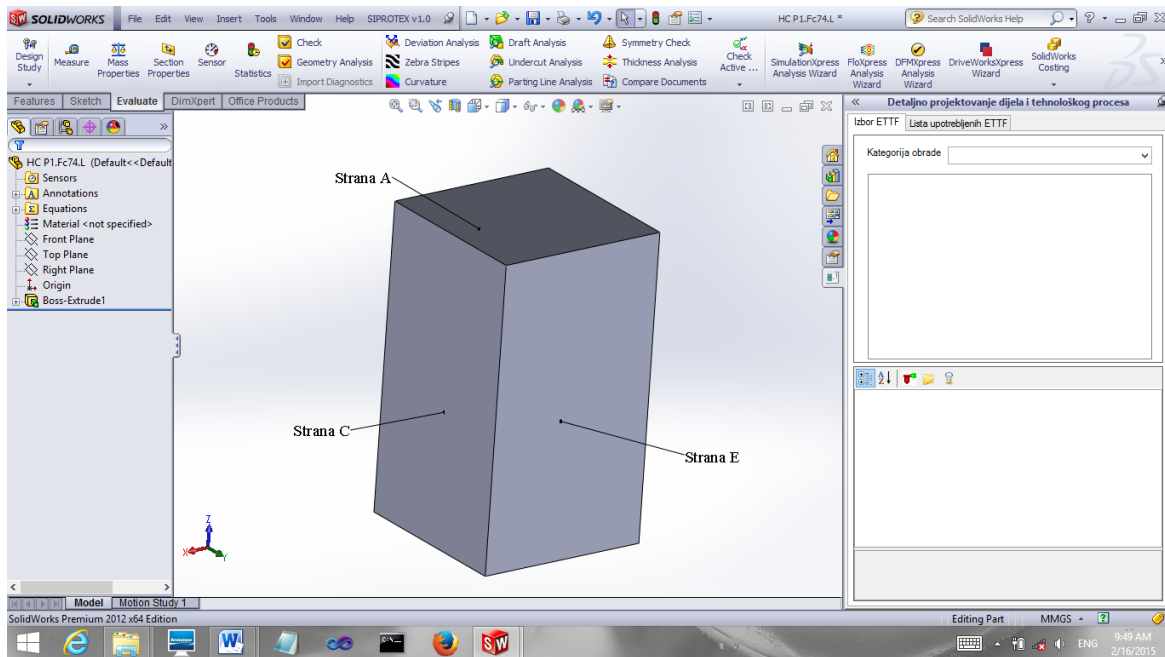 SOLIDWORKS File Edit View Insert Tools Window Help SIPROTEX v1.0 HC P1.Fc74.L * Search SolidWorks Help
Design Study
Measure
Mass Properties
Section Properties
Sensor
Statistics
Check
Geometry Analysis
Import Diagnostics
Deviation Analysis
Zebra Stripes
Curvature
Draft Analysis
Undercut Analysis
Parting Line Analysis
Symmetry Check
Thickness Analysis
Compare Documents
Check Active ...
SimulationXpress Analysis Wizard
FloXpress Analysis Wizard
DFMXpress Analysis Wizard
DriveWorksXpress Wizard
SolidWorks Costing
Features Sketch Evaluate DimXpert Office Products
HC P1.Fc74.L (Default<<Default
Sensors
Annotations
Equations
Material <not specified>
Front Plane
Top Plane
Right Plane
Origin
Boss-Extrude1
Strana A
Strana C
Strana E
Z
X
Y
Detaljno projektovanje dijela i tehnološkog procesa
Izbor ETTF Lista upotrebljenih ETTF
Kategorija obrade
Model Motion Study 1
SolidWorks Premium 2012 x64 Edition Editing Part MMGS
ENG
9:49 AM
2/16/2015